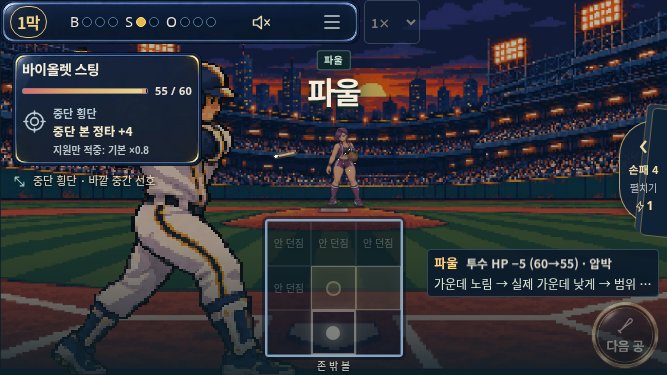 1막
B S O
1×
바이올렛 스팅
55 / 60
중단 횡단
중단 본 정타 +4
지원만 적중: 기본 ×0.8
중단 횡단 · 바깥 중간 선호
파울
파울
손패 4
펼치기
1
안 던짐 안 던짐 안 던짐
안 던짐
존 밖 볼
파울 투수 HP −5 (60→55) · 압박
가운데 노림 → 실제 가운데 낮게 → 범위 …
다음 공